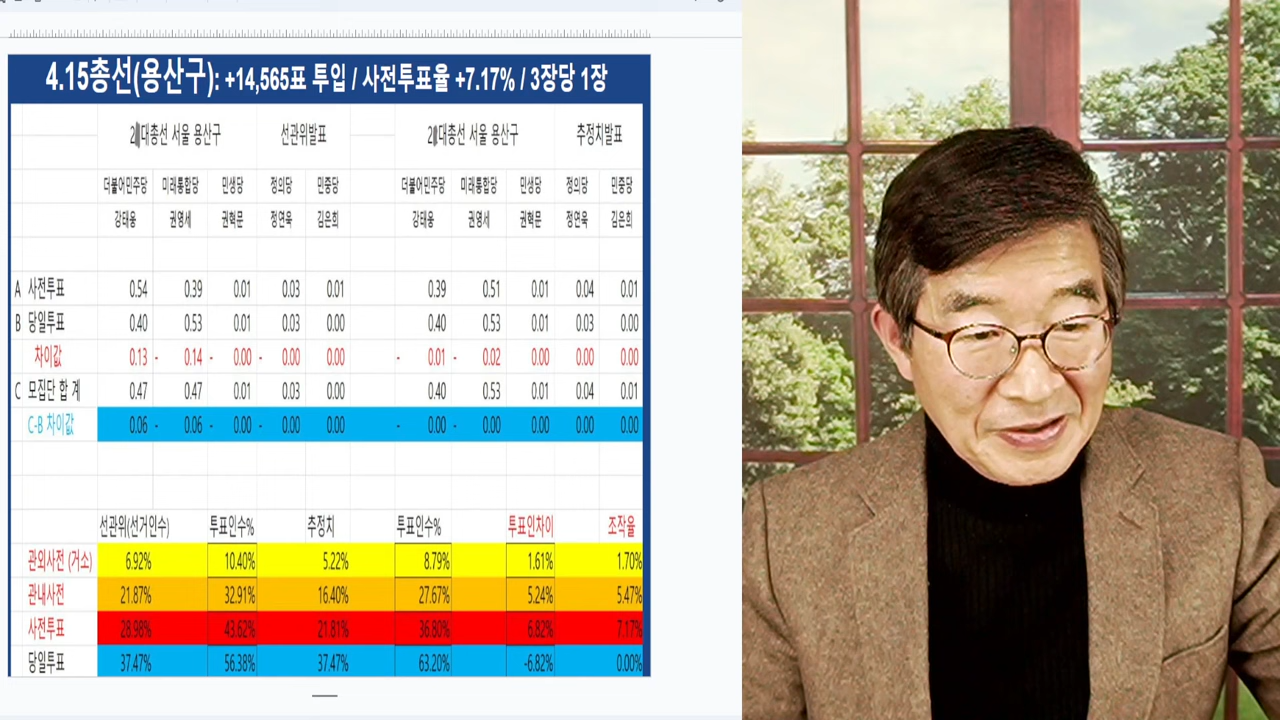 4.15총선(용산구): +14,565표 투입 / 사전투표율 +7.17% / 3장당 1장
대총선 서울 용산구 선관위발표 대총선 서울 용산구 추정치발표
더불어민주당 미래통합당 민생당 정의당 민중당 더불어민주당 미래통합당 민생당 정의당 민중당
강태웅 권영세 권혁문 정연욱 김은희 강태웅 권영세 권혁문 정연욱 김은희
A 사전투표 0.54 0.39 0.01 0.03 0.01 0.39 0.51 0.01 0.04 0.01
B 당일투표 0.40 0.53 0.01 0.03 0.00 0.40 0.53 0.01 0.03 0.00
차이값 0.13 - 0.14 - 0.00 - 0.00 0.00 - 0.01 - 0.02 0.00 0.00 0.00
C 모집단 합 계 0.47 0.47 0.01 0.03 0.00 0.40 0.53 0.01 0.04 0.01
C-B 차이값 0.06 - 0.06 - 0.00 - 0.00 0.00 - 0.00 - 0.00 0.00 0.00 0.00
선관위(선거인수) 투표인수% 추정치 투표인수% 투표인차이 조작율
관외사전 (거소) 6.92% 10.40% 5.22% 8.79% 1.61% 1.70%
관내사전 21.87% 32.91% 16.40% 27.67% 5.24% 5.47%
사전투표 28.98% 43.62% 21.81% 36.80% 6.82% 7.17%
당일투표 37.47% 56.38% 37.47% 63.20% -6.82% 0.00%